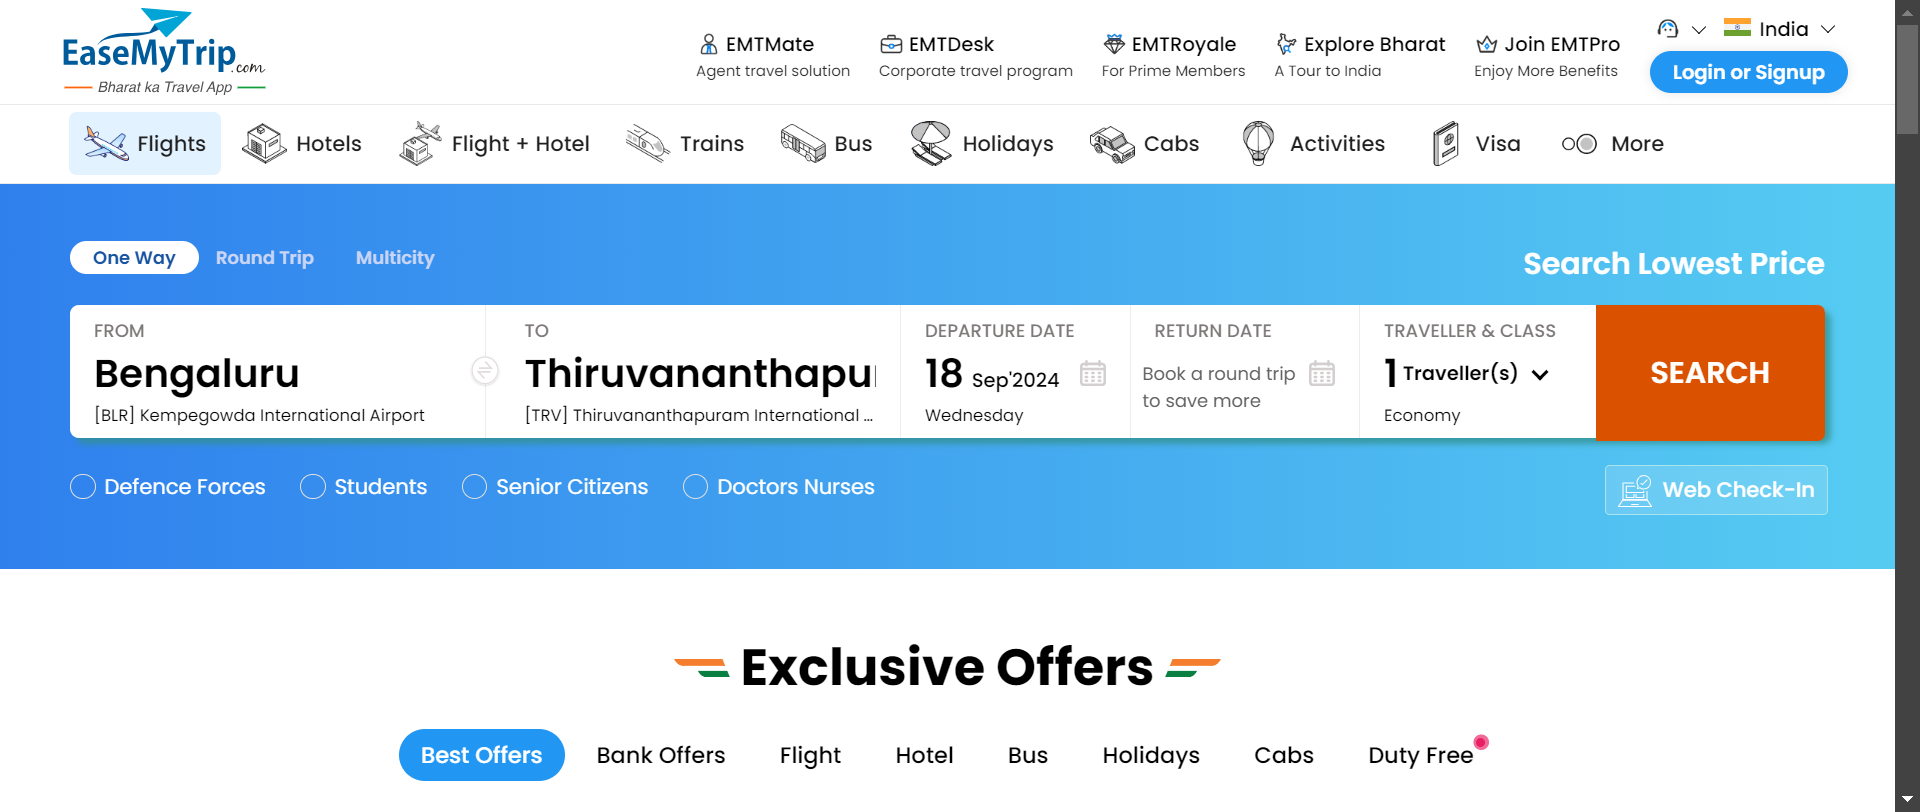 EaseMyTrip.com
Bharat ka Travel App
EMTMate
Agent travel solution
EMTDesk
Corporate travel program
EMTRoyale
For Prime Members
Explore Bharat
A Tour to India
Join EMTPro
Enjoy More Benefits
India
Login or Signup
Flights
Hotels
Flight + Hotel
Trains
Bus
Holidays
Cabs
Activities
Visa
More
One Way
Round Trip
Multicity
Search Lowest Price
FROM
Bengaluru
[BLR] Kempegowda International Airport
TO
Thiruvananthapu
[TRV] Thiruvananthapuram International ...
DEPARTURE DATE
18 Sep'2024
Wednesday
RETURN DATE
Book a round trip
to save more
TRAVELLER & CLASS
1 Traveller(s)
Economy
SEARCH
Defence Forces
Students
Senior Citizens
Doctors Nurses
Web Check-In
Exclusive Offers
Best Offers
Bank Offers
Flight
Hotel
Bus
Holidays
Cabs
Duty Free